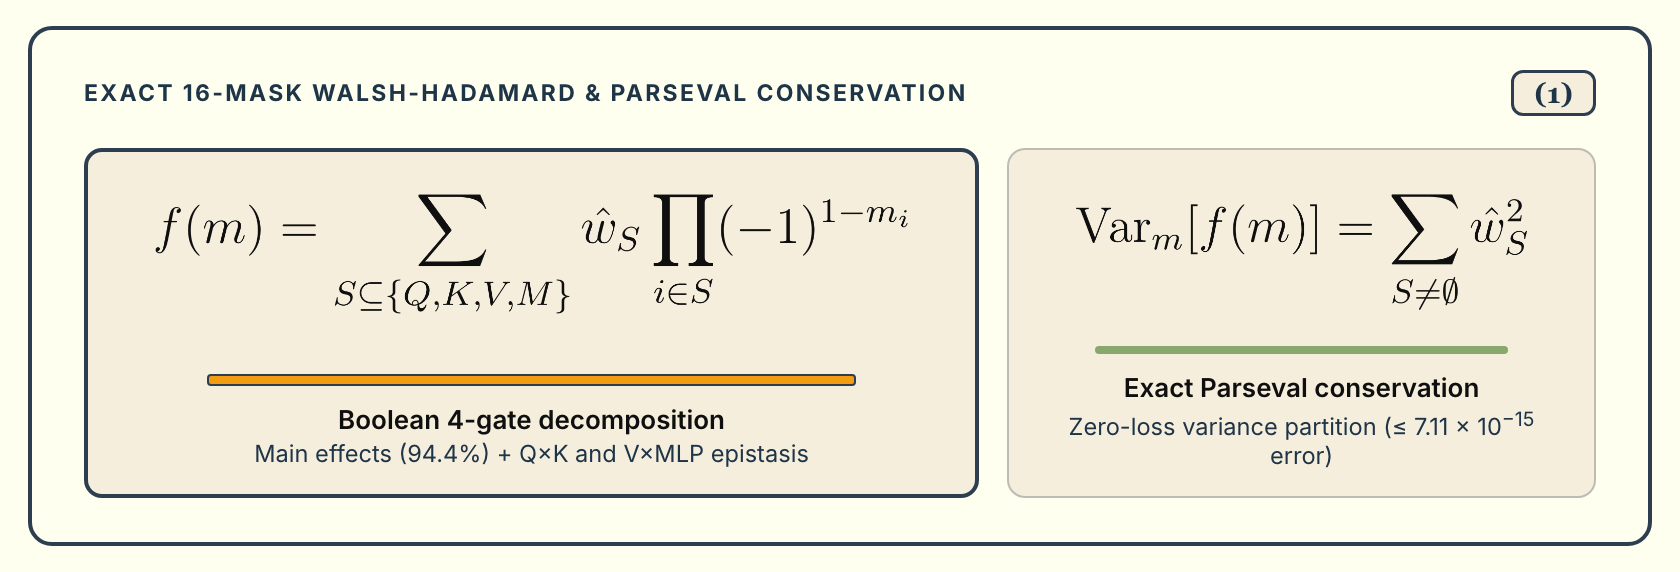 EXACT 16-MASK WALSH-HADAMARD & PARSEVAL CONSERVATION
(1)
f(m) = ∑_{S⊆{Q,K,V,M}} ŵ_S ∏_{i∈S} (−1)^{1−m_i}
Boolean 4-gate decomposition
Main effects (94.4%) + Q×K and V×MLP epistasis
Var_m[f(m)] = ∑_{S≠∅} ŵ_S^2
Exact Parseval conservation
Zero-loss variance partition (≤ 7.11 × 10⁻¹⁵
error)